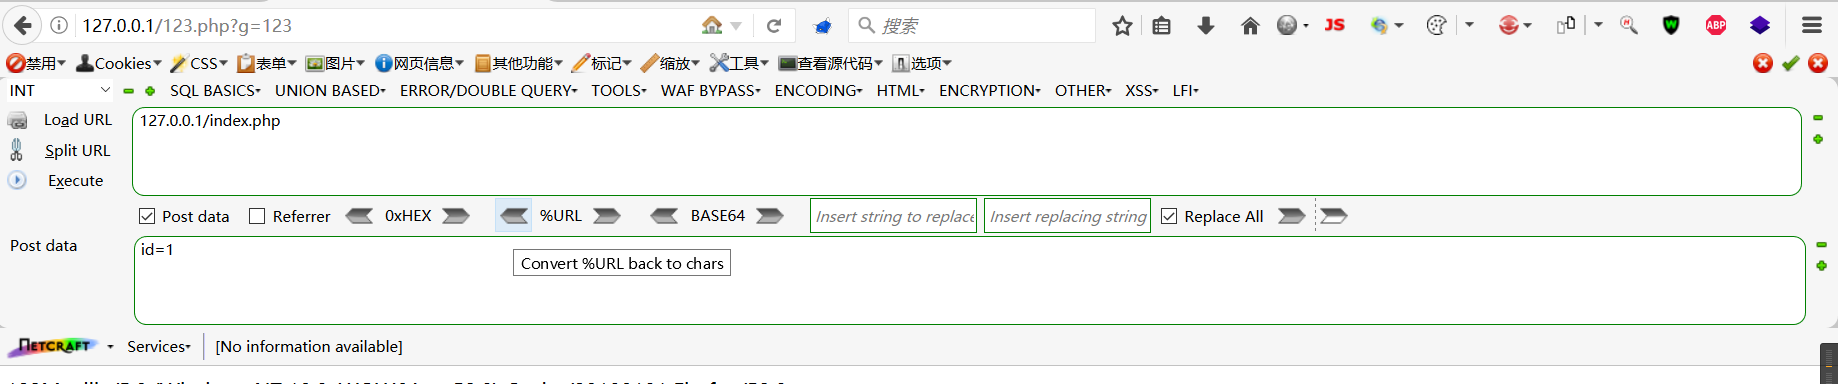 127.0.0.1/123.php?g=123 搜索 JS ABP
禁用 Cookies CSS 表单 图片 网页信息 其他功能 标记 缩放 工具 查看源代码 选项
INT SQL BASICS UNION BASED ERROR/DOUBLE QUERY TOOLS WAF BYPASS ENCODING HTML ENCRYPTION OTHER XSS LFI
Load URL 127.0.0.1/index.php
Split URL
Execute
Post data Referrer 0xHEX %URL BASE64 Insert string to replace Insert replacing string Replace All
Post data id=1
Convert %URL back to chars
NETCRAFT Services [No information available]